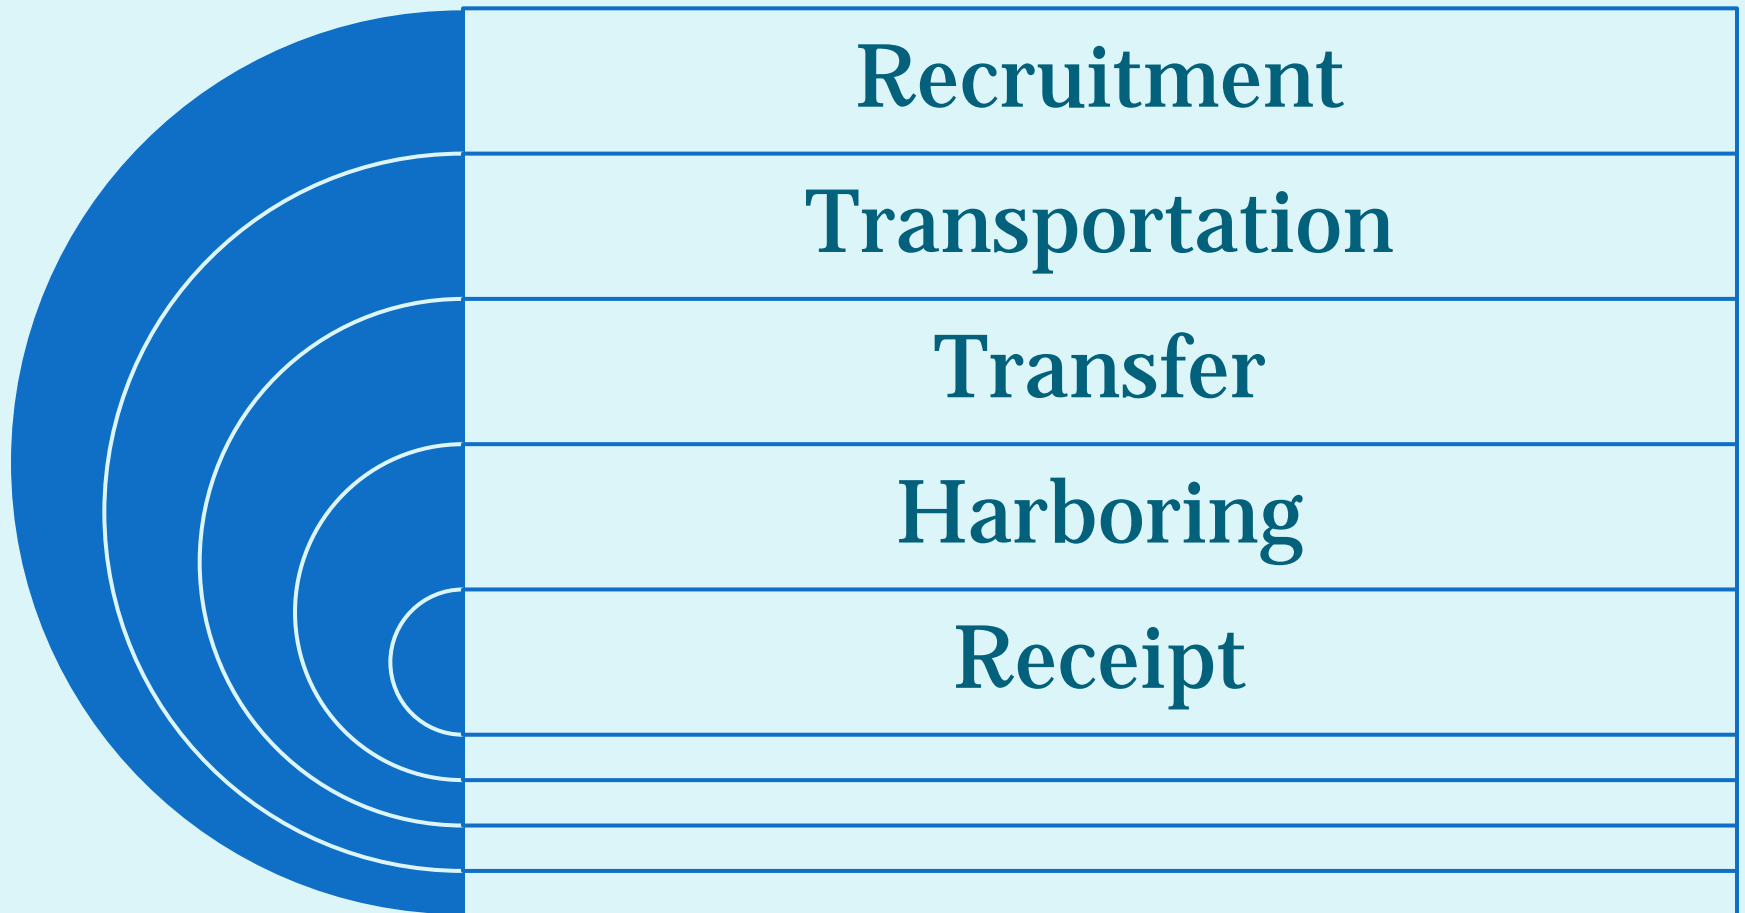 Recruitment
Transportation
Transfer
Harboring
Receipt